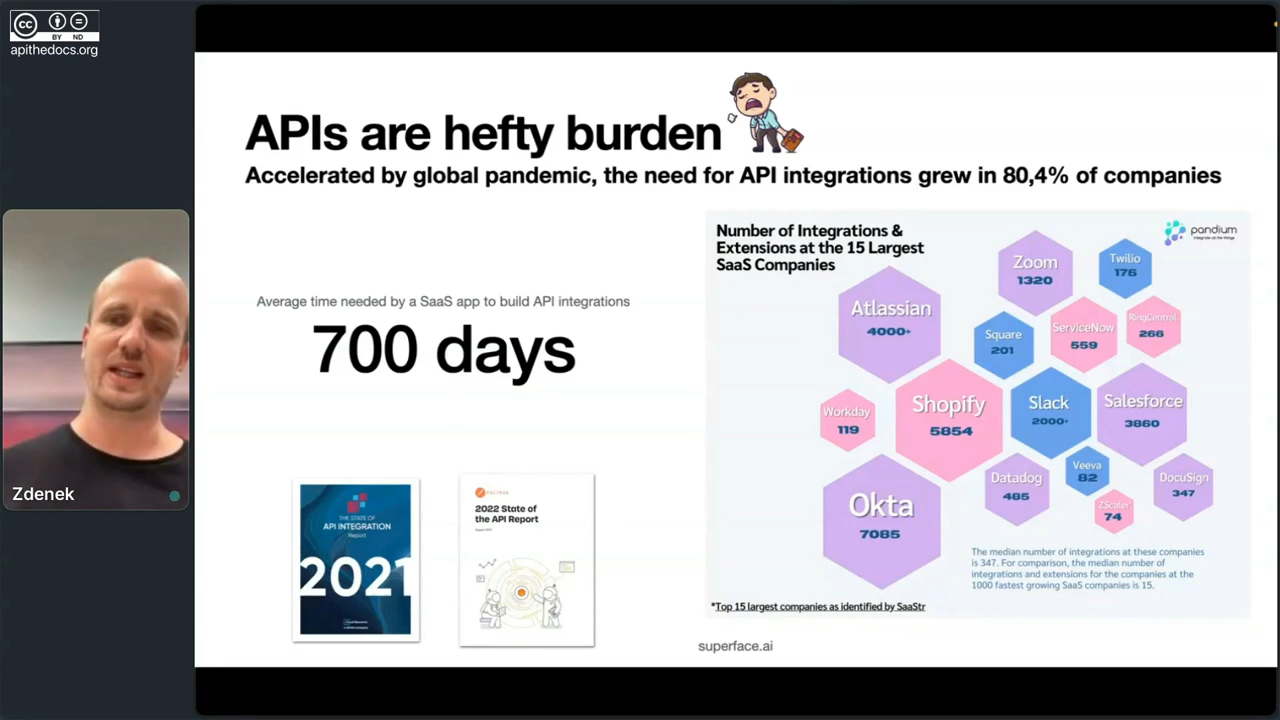 cc
BY ND
apithedocs.org
APIs are hefty burden
Accelerated by global pandemic, the need for API integrations grew in 80,4% of companies
Zdenek
Average time needed by a SaaS app to build API integrations
700 days
THE STATE OF
API INTEGRATION
Report
2021
POSTMAN
2022 State of
the API Report
Number of Integrations &
Extensions at the 15 Largest
SaaS Companies
pandium
Zoom
1320
Twilio
176
Atlassian
4000+
Square
201
ServiceNow
559
RingCentral
266
Workday
119
Shopify
5854
Slack
2000+
Salesforce
3860
Okta
7085
Datadog
485
Veeva
82
ZScaler
74
DocuSign
347
The median number of integrations at these companies
is 347. For comparison, the median number of
integrations and extensions for the companies at the
1000 fastest growing SaaS companies is 15.
*Top 15 largest companies as identified by SaaStr
superface.ai